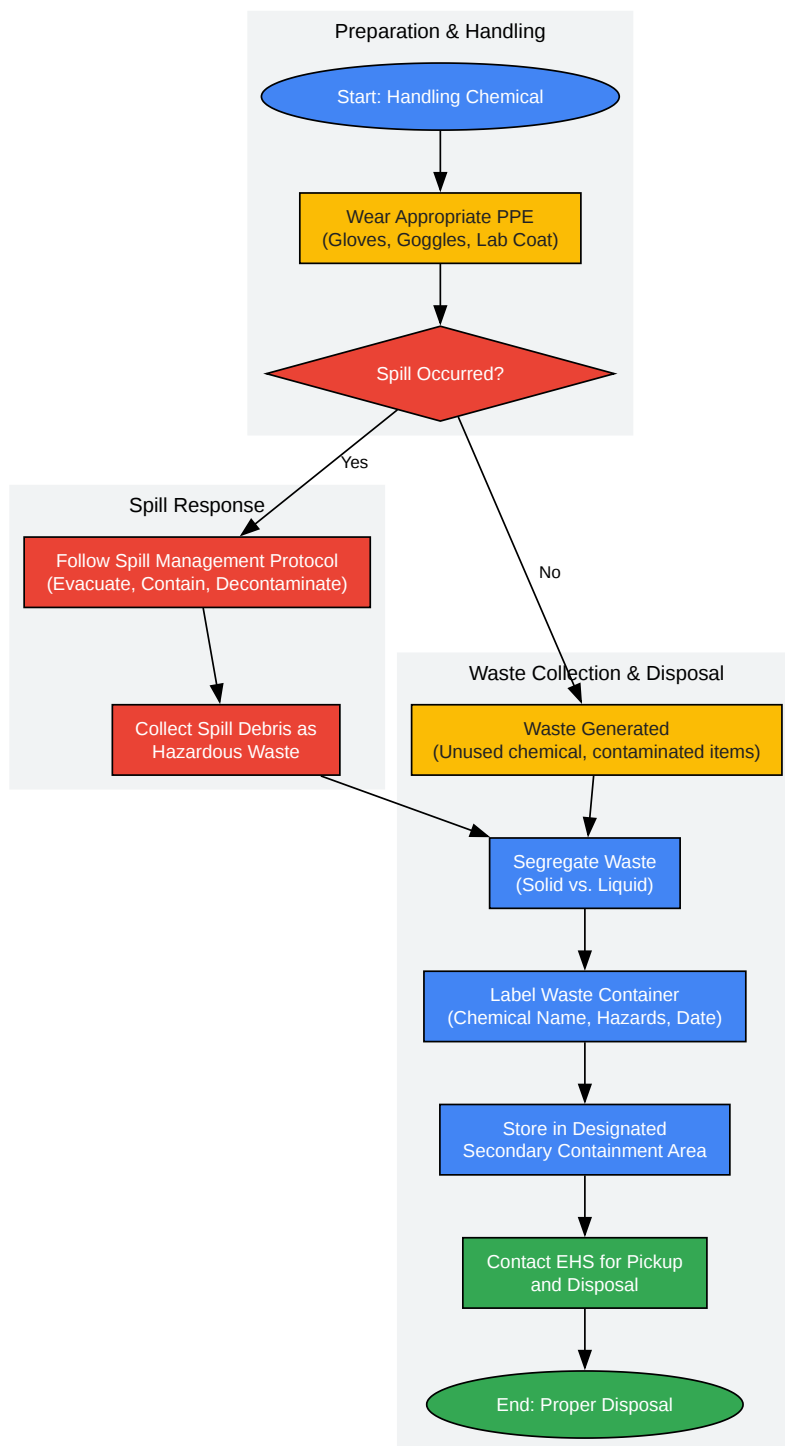 Preparation & Handling
Start: Handling Chemical
Wear Appropriate PPE
(Gloves, Goggles, Lab Coat)
Spill Occurred?
Yes
No
Spill Response
Follow Spill Management Protocol
(Evacuate, Contain, Decontaminate)
Collect Spill Debris as
Hazardous Waste
Waste Collection & Disposal
Waste Generated
(Unused chemical, contaminated items)
Segregate Waste
(Solid vs. Liquid)
Label Waste Container
(Chemical Name, Hazards, Date)
Store in Designated
Secondary Containment Area
Contact EHS for Pickup
and Disposal
End: Proper Disposal